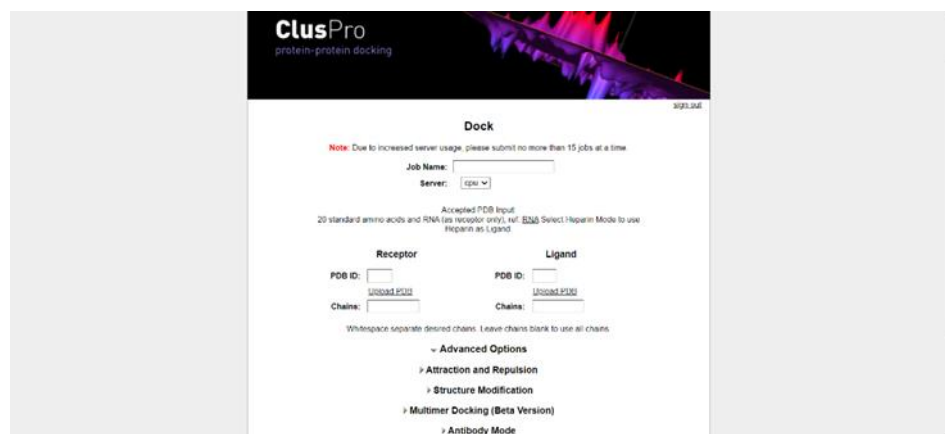 ClusPro
protein-protein docking
sign out
Dock
Note: Due to increased server usage, please submit no more than 15 jobs at a time
Job Name:
Server: cpu
Accepted PDB Input:
20 standard amino acids and RNA (as receptor only), ref: RNA Select Heparin Mode to use
Heparin as Ligand
Receptor Ligand
PDB ID: PDB ID:
Upload PDB Upload PDB
Chains: Chains:
Whitespace separate desired chains. Leave chains blank to use all chains.
Advanced Options
Attraction and Repulsion
Structure Modification
Multimer Docking (Beta Version)
Antibody Mode